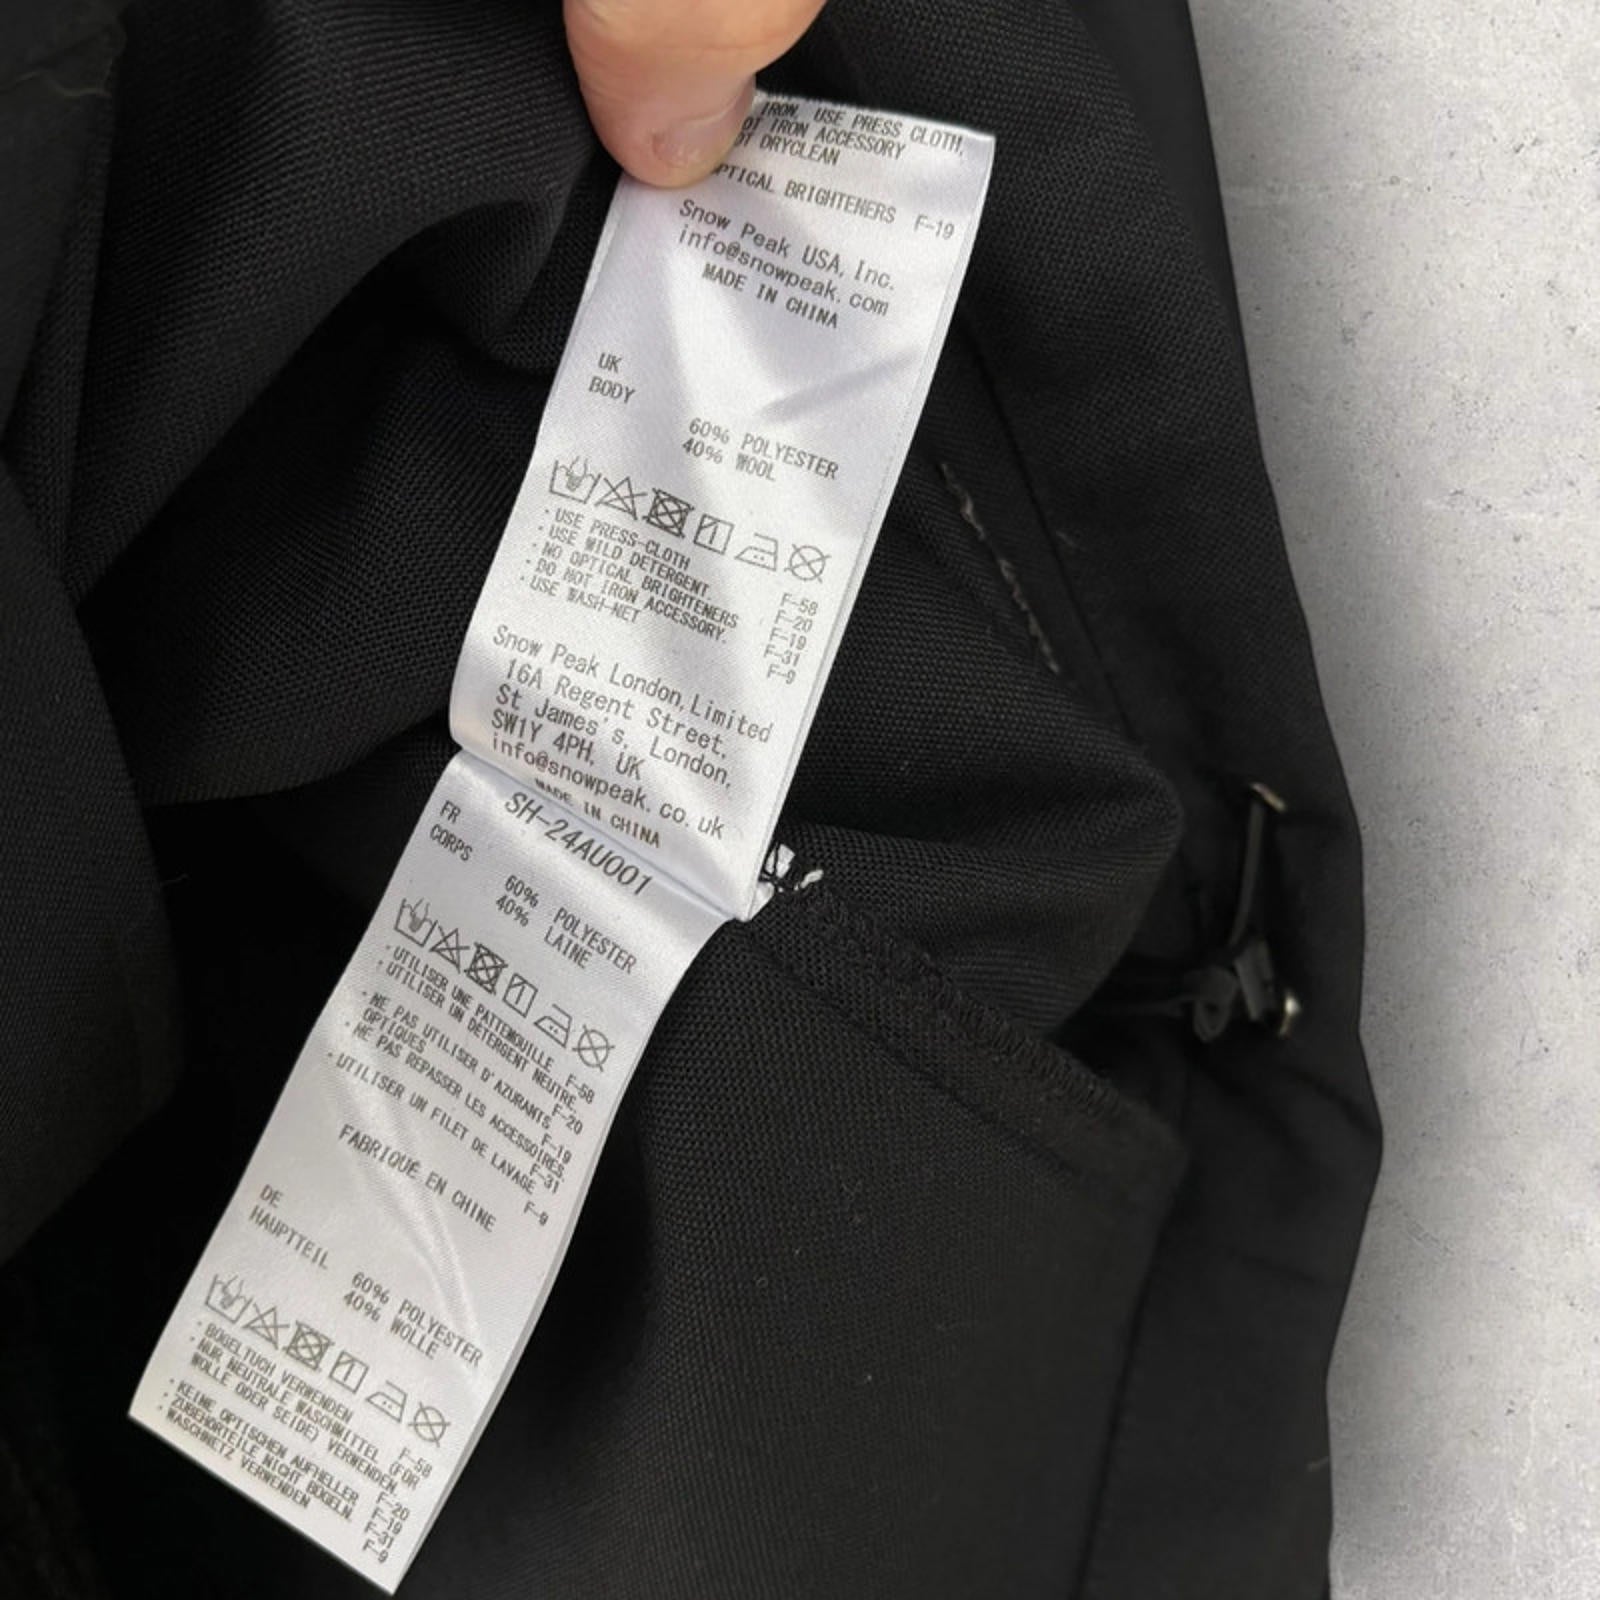 IRON. USE PRESS CLOTH,
IRON ACCESSORY
DRYCLEAN
OPTICAL BRIGHTENERS F-19
Snow Peak USA, Inc.
info@snowpeak.com
MADE IN CHINA
UK
BODY
60% POLYESTER
40% WOOL
1
· USE PRESS-CLOTH F-58
· USE MILD DETERGENT. F-20
· NO OPTICAL BRIGHTENERS F-19
· DO NOT IRON ACCESSORY. F-31
· USE WASH-NET F-9
Snow Peak London, Limited
16A Regent Street,
St James's, London,
SW1Y 4PH, UK
info@snowpeak.co.uk
MADE IN CHINA
SH-24AU001
FR
CORPS
60% POLYESTER
40% LAINE
1
· UTILISER UNE PATTEMOUILLE F-58
· UTILISER UN DÉTERGENT NEUTRE. F-20
· NE PAS UTILISER D'AZURANTS
OPTIQUES F-19
· NE PAS REPASSER LES ACCESSOIRES. F-31
· UTILISER UN FILET DE LAVAGE F-9
FABRIQUÉ EN CHINE
DE
HAUPTTEIL
60% POLYESTER
40% WOLLE
1
· BÜGELTUCH VERWENDEN F-58
· NUR NEUTRALE WASCHMITTEL (FÜR
WOLLE ODER SEIDE) VERWENDEN. F-20
· KEINE OPTISCHEN AUFHELLER F-19
· ZUBEHÖRTEILE NICHT BÜGELN. F-31
· WASCHNETZ VERWENDEN F-9